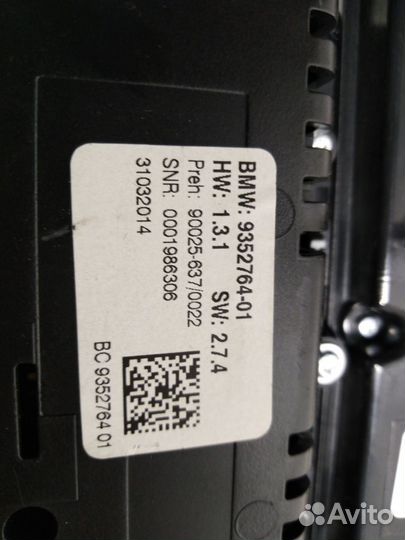 BMW: 9352764-01
HW: 1.3.1 SW: 2.7.4
Preh: 90025-637/0022
SNR: 0001986306
31032014
BC 9352764 01
Avito